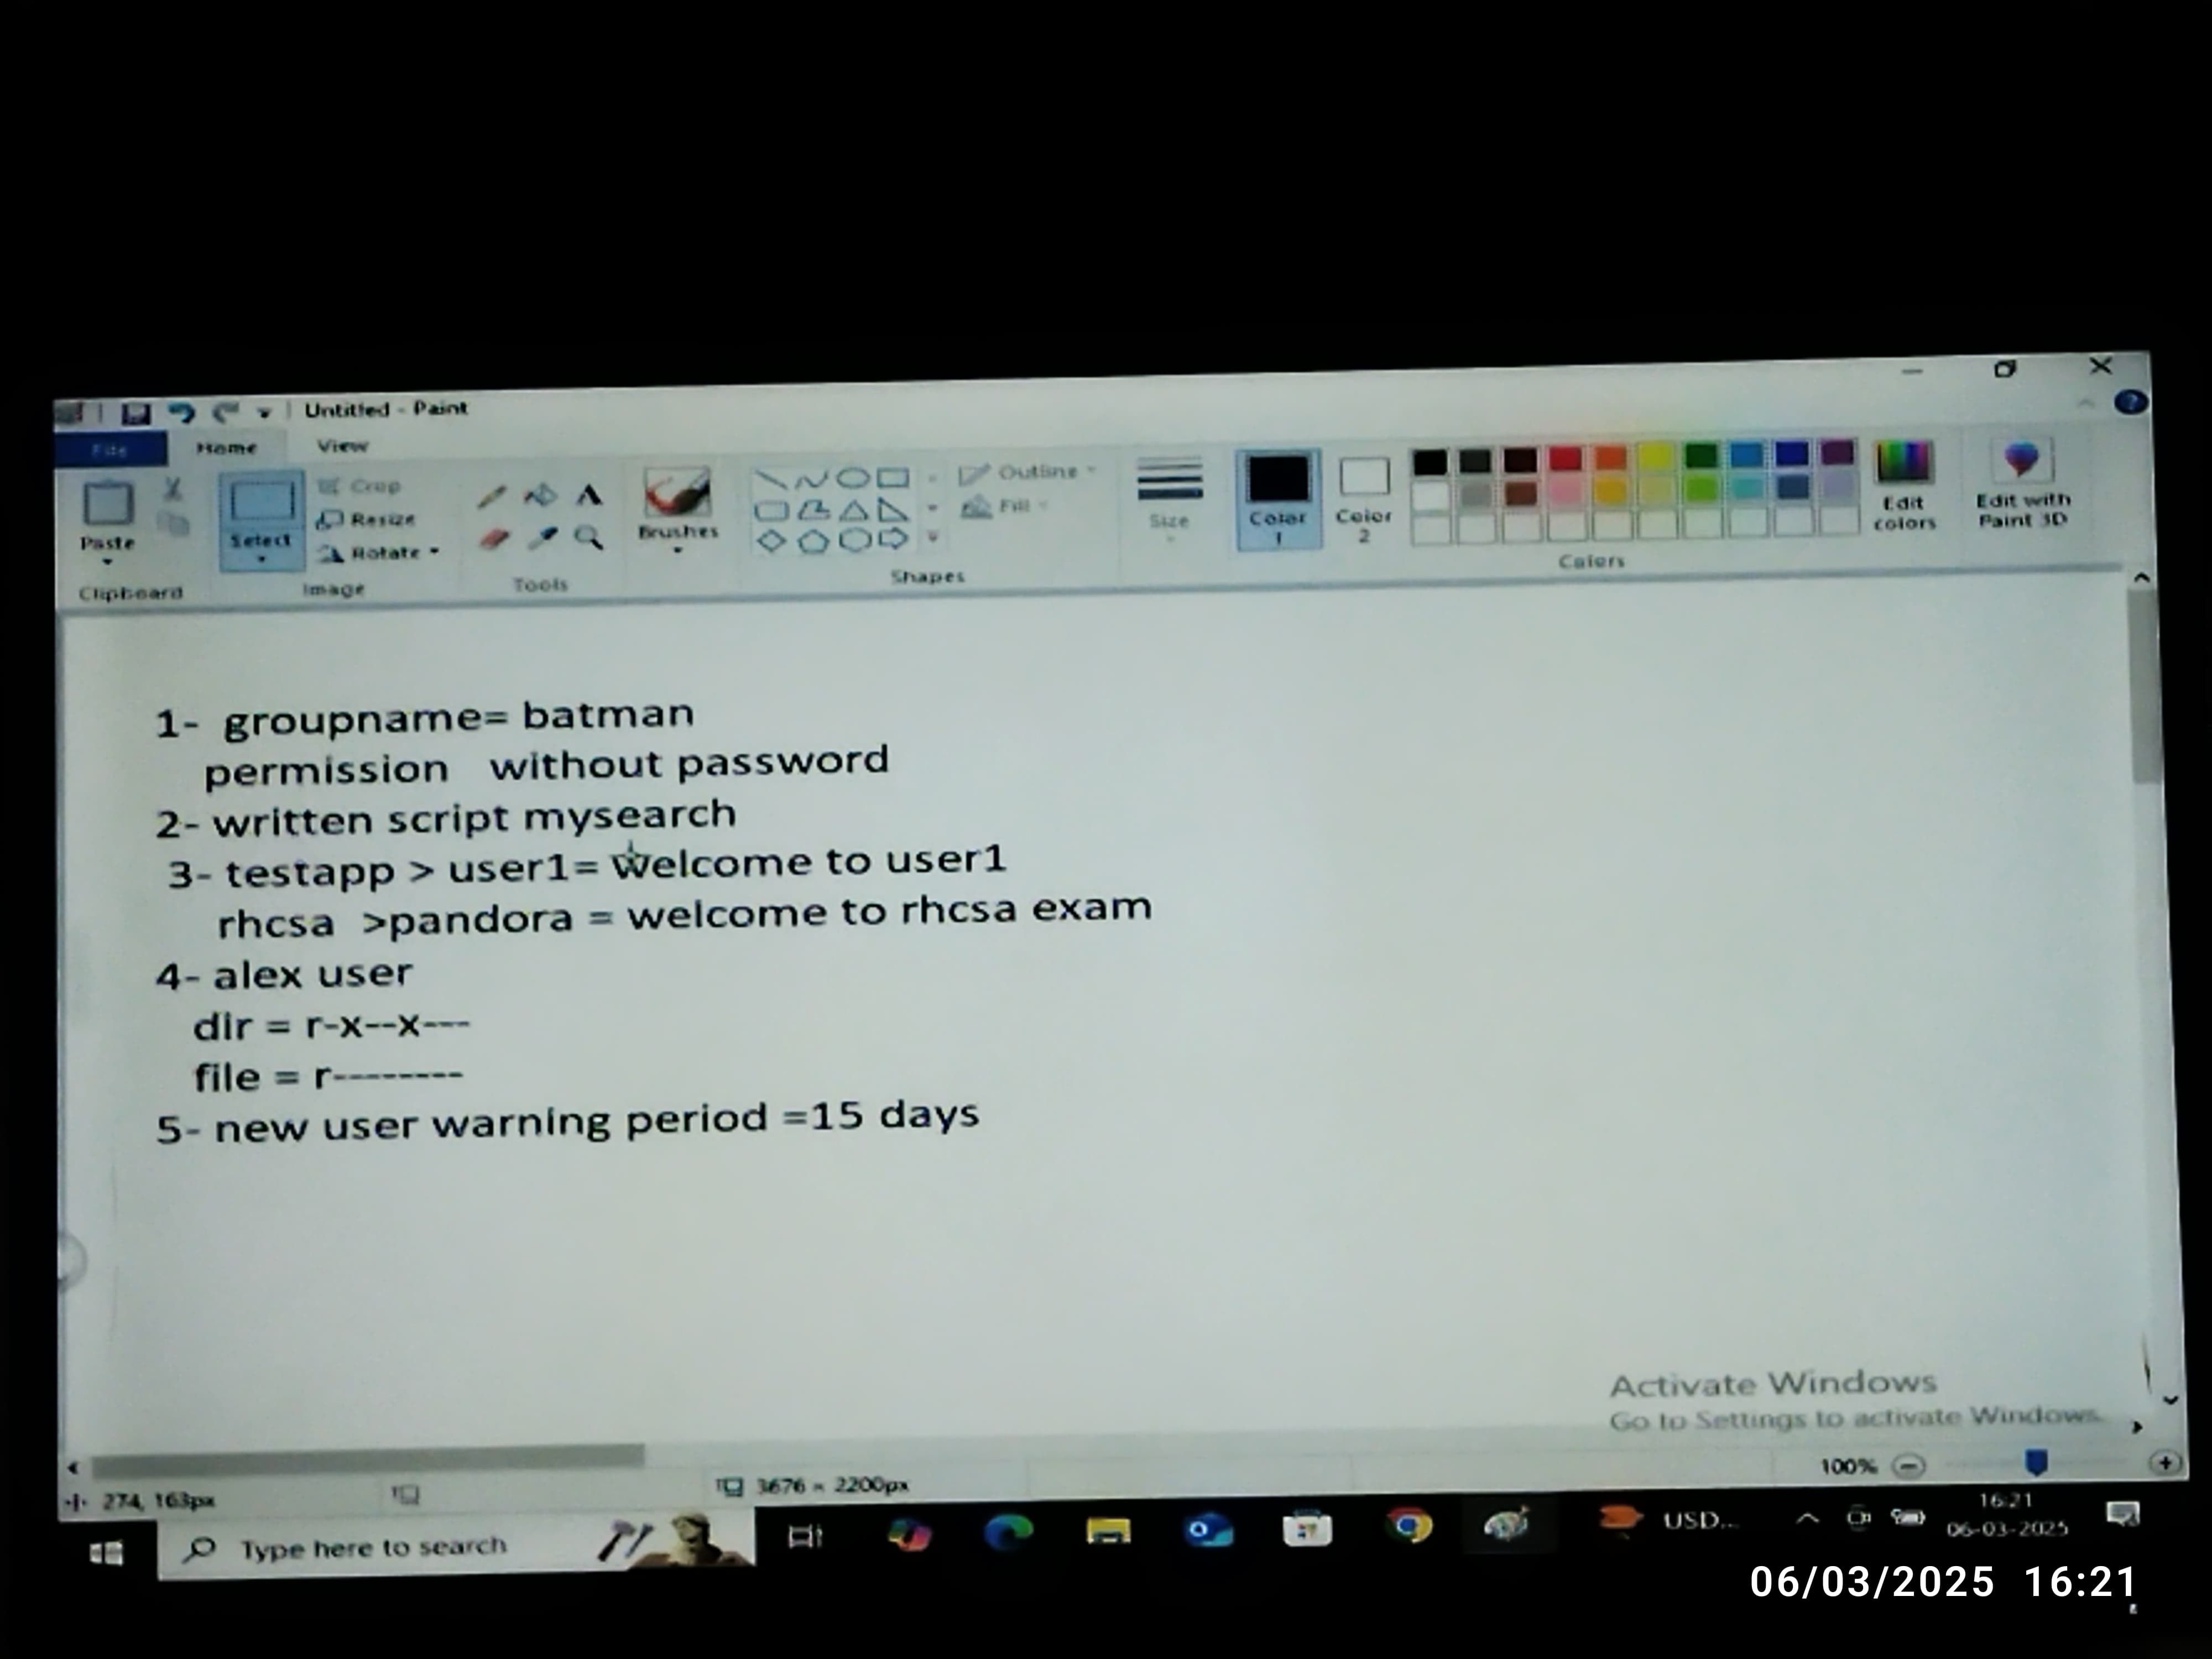 Untitled - Paint
File Home View
Paste
Clipboard
Select
Crop
Resize
Rotate
Image
Tools
Brushes
Shapes
Outline
Fill
Size
Color
1
Color
2
Colors
Edit
colors
Edit with
Paint 3D
1- groupname= batman
permission without password
2- written script mysearch
3- testapp > user1= welcome to user1
rhcsa >pandora = welcome to rhcsa exam
4- alex user
dir = r-x--x---
file = r--------
5- new user warning period =15 days
Activate Windows
Go to Settings to activate Windows.
100%
274, 163px
3676 × 2200px
Type here to search
USD...
16:21
06-03-2025
06/03/2025 16:21